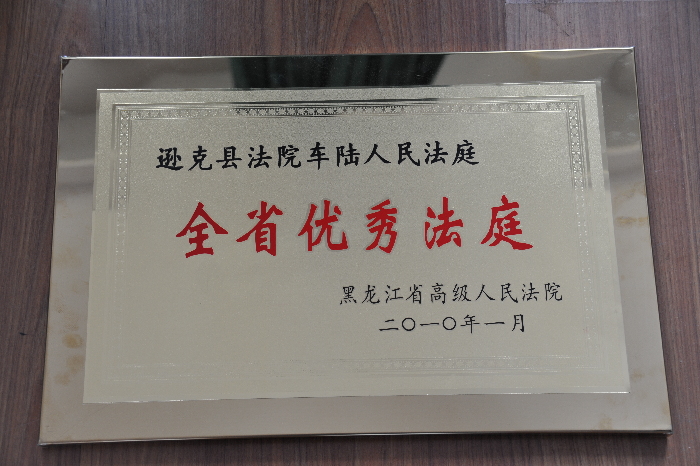 逊克县法院车陆人民法庭
全省优秀法庭
黑龙江省高级人民法院
二〇一〇年一月